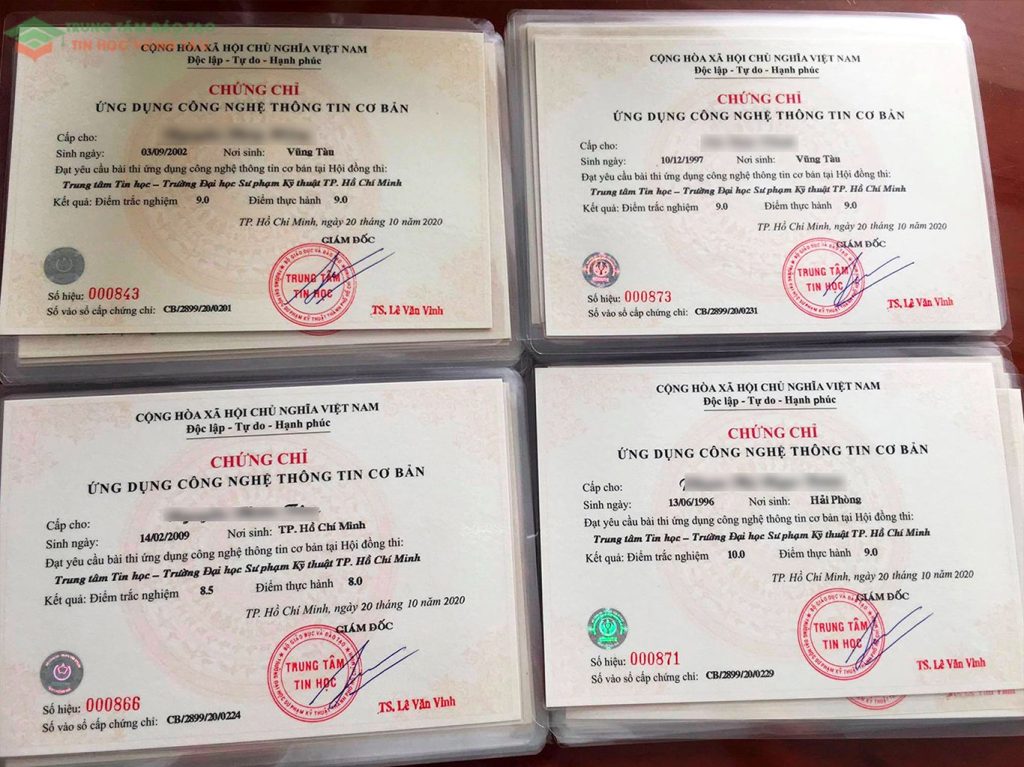 TRUNG TÂM ĐÀO TẠO
TIN HỌC
CỘNG HÒA XÃ HỘI CHỦ NGHĨA VIỆT NAM
Độc lập - Tự do - Hạnh phúc
CHỨNG CHỈ
ỨNG DỤNG CÔNG NGHỆ THÔNG TIN CƠ BẢN
Cấp cho:
Sinh ngày: 03/09/2002 Nơi sinh: Vũng Tàu
Đạt yêu cầu bài thi ứng dụng công nghệ thông tin cơ bản tại Hội đồng thi:
Trung tâm Tin học – Trường Đại học Sư phạm Kỹ thuật TP. Hồ Chí Minh
Kết quả: Điểm trắc nghiệm 9.0 Điểm thực hành 9.0
TP. Hồ Chí Minh, ngày 20 tháng 10 năm 2020
GIÁM ĐỐC
TRUNG TÂM
TIN HỌC
Số hiệu: 000843
Số vào sổ cấp chứng chỉ: CB/2899/20/0201
TS. Lê Văn Vinh
CỘNG HÒA XÃ HỘI CHỦ NGHĨA VIỆT NAM
Độc lập - Tự do - Hạnh phúc
CHỨNG CHỈ
ỨNG DỤNG CÔNG NGHỆ THÔNG TIN CƠ BẢN
Cấp cho:
Sinh ngày: 10/12/1997 Nơi sinh: Vũng Tàu
Đạt yêu cầu bài thi ứng dụng công nghệ thông tin cơ bản tại Hội đồng thi:
Trung tâm Tin học – Trường Đại học Sư phạm Kỹ thuật TP. Hồ Chí Minh
Kết quả: Điểm trắc nghiệm 9.0 Điểm thực hành 9.0
TP. Hồ Chí Minh, ngày 20 tháng 10 năm 2020
GIÁM ĐỐC
TRUNG TÂM
TIN HỌC
Số hiệu: 000873
Số vào sổ cấp chứng chỉ: CB/2899/20/0231
TS. Lê Văn Vinh
CỘNG HÒA XÃ HỘI CHỦ NGHĨA VIỆT NAM
Độc lập - Tự do - Hạnh phúc
CHỨNG CHỈ
ỨNG DỤNG CÔNG NGHỆ THÔNG TIN CƠ BẢN
Cấp cho:
Sinh ngày: 14/02/2009 Nơi sinh: TP. Hồ Chí Minh
Đạt yêu cầu bài thi ứng dụng công nghệ thông tin cơ bản tại Hội đồng thi:
Trung tâm Tin học – Trường Đại học Sư phạm Kỹ thuật TP. Hồ Chí Minh
Kết quả: Điểm trắc nghiệm 8.5 Điểm thực hành 8.0
TP. Hồ Chí Minh, ngày 20 tháng 10 năm 2020
GIÁM ĐỐC
TRUNG TÂM
TIN HỌC
Số hiệu: 000866
Số vào sổ cấp chứng chỉ: CB/2899/20/0224
TS. Lê Văn Vinh
CỘNG HÒA XÃ HỘI CHỦ NGHĨA VIỆT NAM
Độc lập - Tự do - Hạnh phúc
CHỨNG CHỈ
ỨNG DỤNG CÔNG NGHỆ THÔNG TIN CƠ BẢN
Cấp cho:
Sinh ngày: 13/06/1996 Nơi sinh: Hải Phòng
Đạt yêu cầu bài thi ứng dụng công nghệ thông tin cơ bản tại Hội đồng thi:
Trung tâm Tin học – Trường Đại học Sư phạm Kỹ thuật TP. Hồ Chí Minh
Kết quả: Điểm trắc nghiệm 10.0 Điểm thực hành 9.0
TP. Hồ Chí Minh, ngày 20 tháng 10 năm 2020
GIÁM ĐỐC
TRUNG TÂM
TIN HỌC
Số hiệu: 000871
Số vào sổ cấp chứng chỉ: CB/2899/20/0229
TS. Lê Văn Vinh